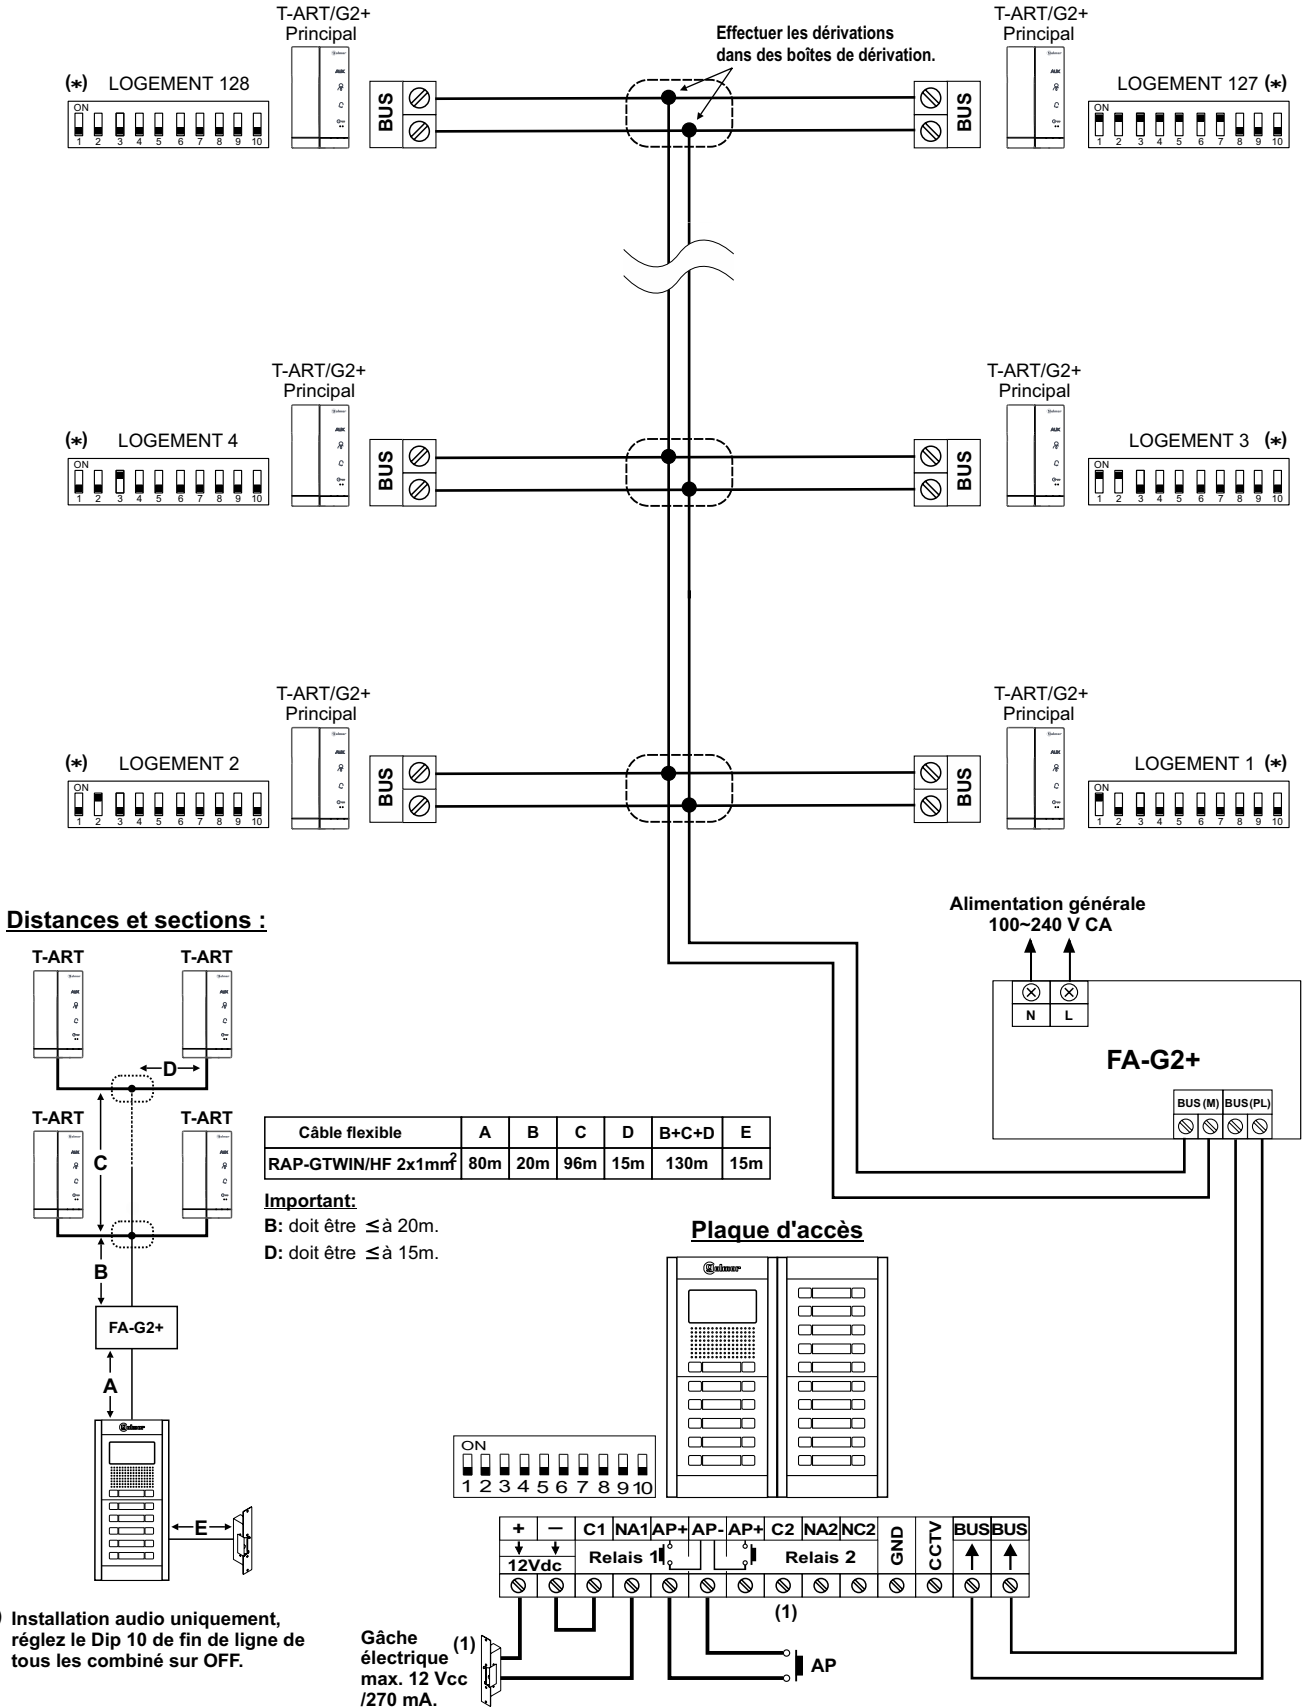 T-ART/G2+
Principal
T-ART/G2+
Principal
Effectuer les dérivations
dans des boîtes de dérivation.
(*) LOGEMENT 128
ON
1 2 3 4 5 6 7 8 9 10
BUS
BUS
LOGEMENT 127 (*)
ON
1 2 3 4 5 6 7 8 9 10
T-ART/G2+
Principal
T-ART/G2+
Principal
(*) LOGEMENT 4
ON
1 2 3 4 5 6 7 8 9 10
BUS
BUS
LOGEMENT 3 (*)
ON
1 2 3 4 5 6 7 8 9 10
T-ART/G2+
Principal
T-ART/G2+
Principal
(*) LOGEMENT 2
ON
1 2 3 4 5 6 7 8 9 10
BUS
BUS
LOGEMENT 1 (*)
ON
1 2 3 4 5 6 7 8 9 10
Distances et sections :
T-ART T-ART
D
T-ART T-ART
C
B
FA-G2+
A
Golmar
E
Alimentation générale
100~240 V CA
N L
FA-G2+
BUS (M) BUS(PL)
Câble flexible A B C D B+C+D E
RAP-GTWIN/HF 2x1mm² 80m 20m 96m 15m 130m 15m
Important:
B: doit être ≤ à 20m.
D: doit être ≤ à 15m.
Plaque d'accès
Golmar
ON
1 2 3 4 5 6 7 8 9 10
+ – C1 NA1 AP+ AP- AP+ C2 NA2 NC2 GND CCTV BUS BUS
12Vdc Relais 1 Relais 2
(1)
) Installation audio uniquement,
réglez le Dip 10 de fin de ligne de
tous les combiné sur OFF.
Gâche (1)
électrique
max. 12 Vcc
/270 mA.
AP